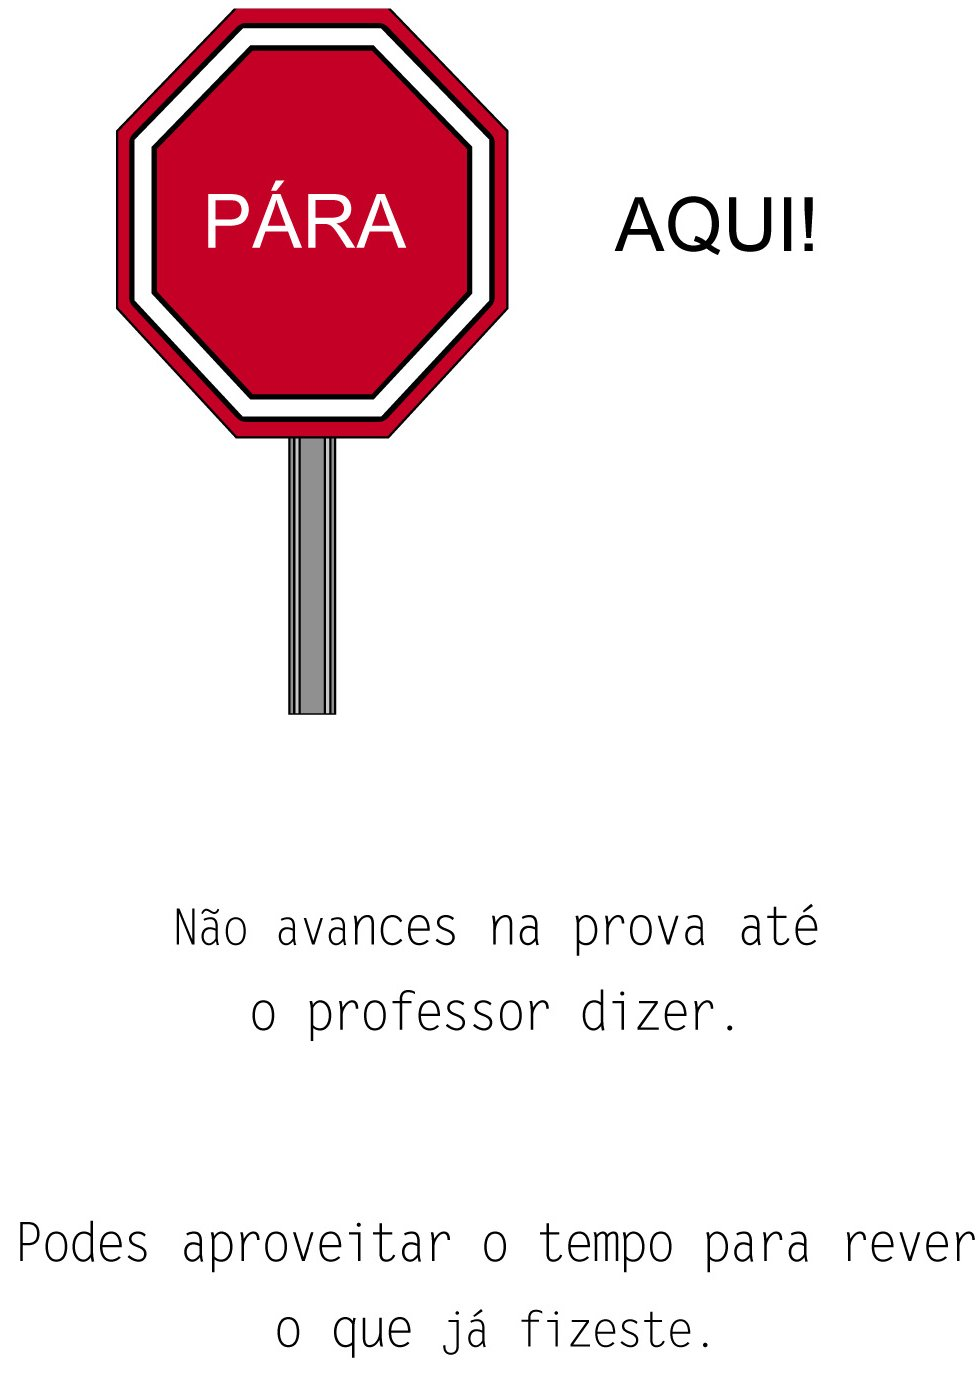 PÁRA AQUI!
Não avances na prova até
o professor dizer.
Podes aproveitar o tempo para rever
o que já fizeste.